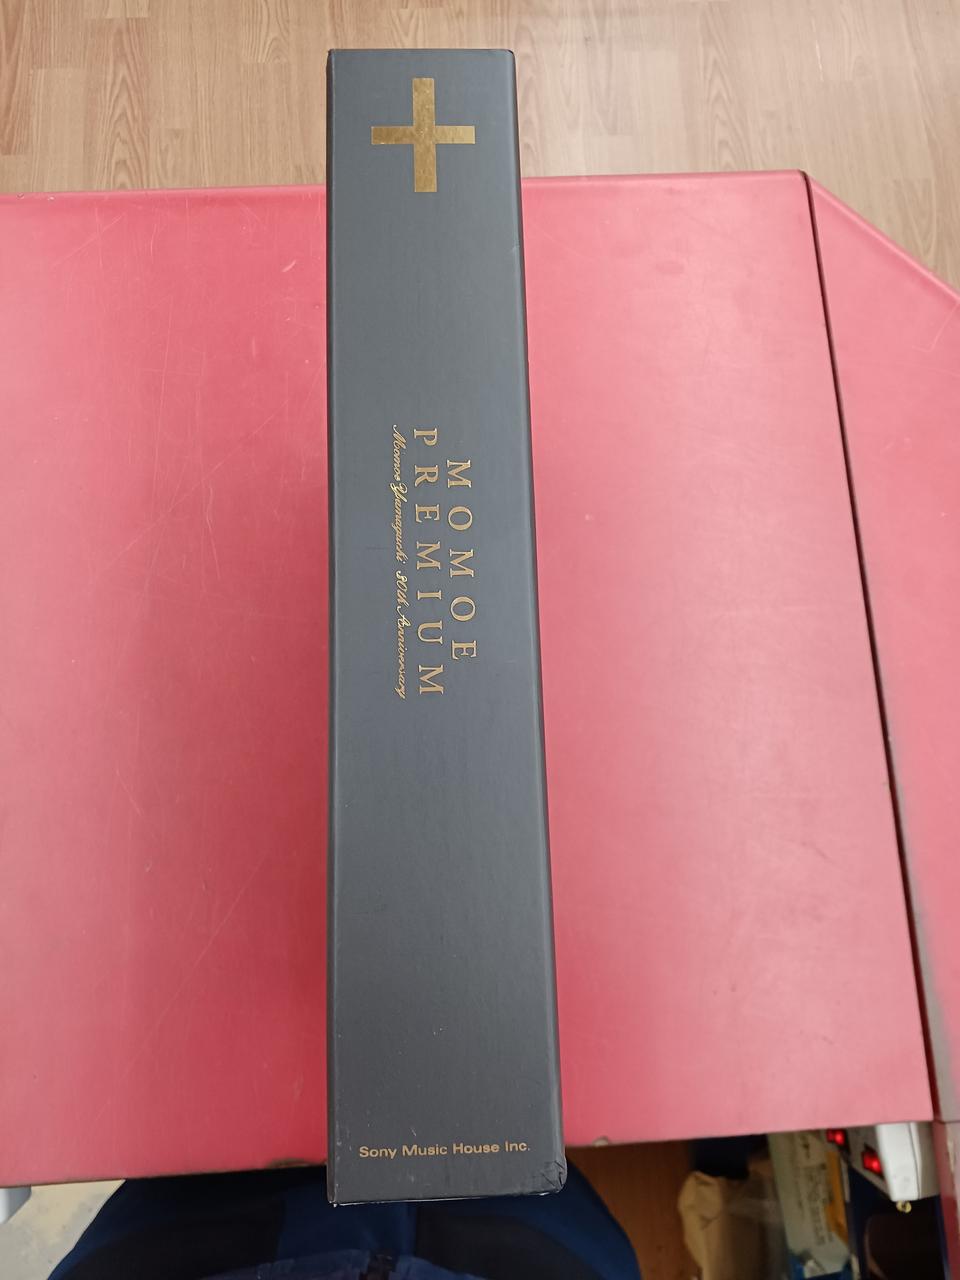 MOMOE
PREMIUM
Momoe Yamaguchi 30th Anniversary
Sony Music House Inc.